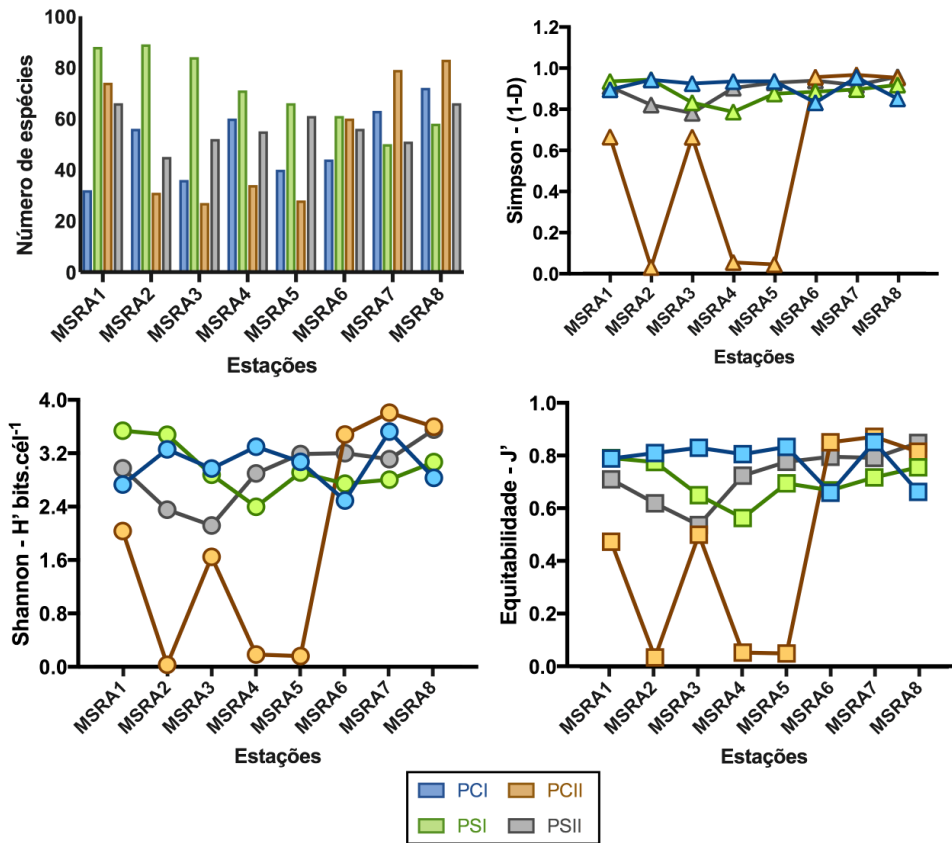 Número de espécies
100
80
60
40
20
0
MSRA1
MSRA2
MSRA3
MSRA4
MSRA5
MSRA6
MSRA7
MSRA8
Estações
Simpson - (1-D)
1.2
1.0
0.8
0.6
0.4
0.2
0.0
MSRA1
MSRA2
MSRA3
MSRA4
MSRA5
MSRA6
MSRA7
MSRA8
Estações
Shannon - H' bits.cél⁻¹
4.0
3.2
2.4
1.6
0.8
0.0
MSRA1
MSRA2
MSRA3
MSRA4
MSRA5
MSRA6
MSRA7
MSRA8
Estações
Equitabilidade - J'
1.0
0.8
0.6
0.4
0.2
0.0
MSRA1
MSRA2
MSRA3
MSRA4
MSRA5
MSRA6
MSRA7
MSRA8
Estações
PCI PCII
PSI PSII